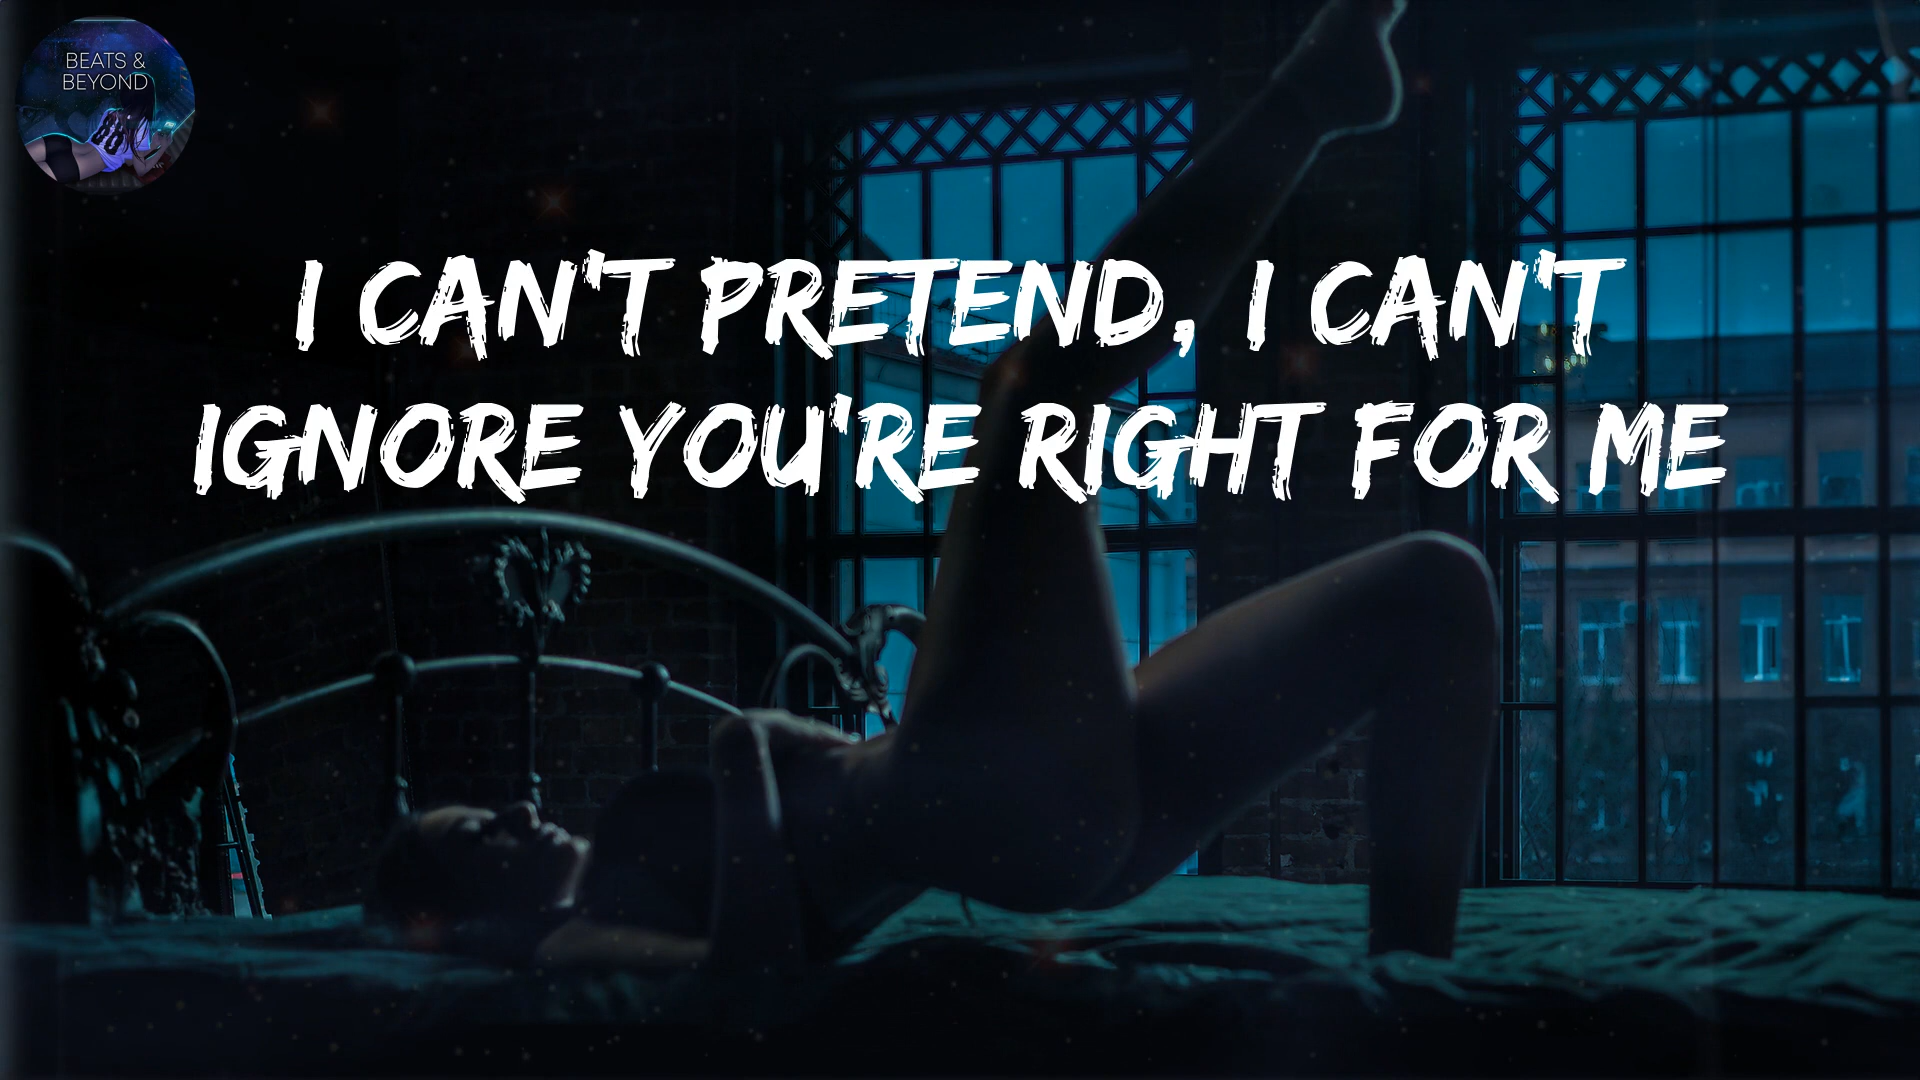 BEATS &
BEYOND
I CAN'T PRETEND, I CAN'T
IGNORE YOU'RE RIGHT FOR ME